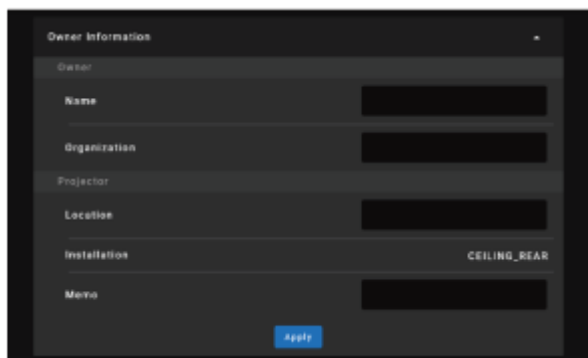 Owner Information
Owner
Name
Organization
Projector
Location
Installation CEILING_REAR
Memo
Apply